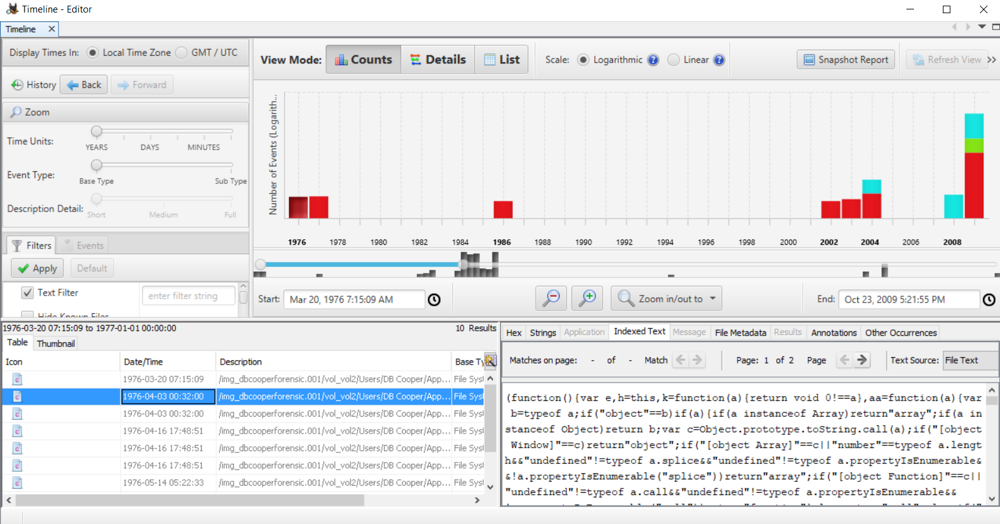 Timeline - Editor
Timeline
Display Times In: Local Time Zone GMT / UTC
History Back Forward
Zoom
Time Units:
YEARS DAYS MINUTES
Event Type:
Base Type Sub Type
Description Detail:
Short Medium Full
Filters Events
Apply Default
Text Filter enter filter string
Hide Known Files
View Mode: Counts Details List Scale: Logarithmic Linear Snapshot Report Refresh View
Number of Events (Logarith...
1976 1978 1980 1982 1984 1986 1988 1990 1992 1994 1996 1998 2000 2002 2004 2006 2008
Start: Mar 20, 1976 7:15:09 AM Zoom in/out to End: Oct 23, 2009 5:21:55 PM
1976-03-20 07:15:09 to 1977-01-01 00:00:00 10 Results
Table Thumbnail
Icon Date/Time Description Base Ty
1976-03-20 07:15:09 /img_dbcooperforensic.001/vol_vol2/Users/DB Cooper/App... File Sys
1976-04-03 00:32:00 /img_dbcooperforensic.001/vol_vol2/Users/DB Cooper/App... File Sys
1976-04-03 00:32:00 /img_dbcooperforensic.001/vol_vol2/Users/DB Cooper/App... File Sys
1976-04-16 17:48:51 /img_dbcooperforensic.001/vol_vol2/Users/DB Cooper/App... File Sys
1976-04-16 17:48:51 /img_dbcooperforensic.001/vol_vol2/Users/DB Cooper/App... File Sys
1976-04-16 17:48:51 /img_dbcooperforensic.001/vol_vol2/Users/DB Cooper/App... File Sys
1976-05-14 05:22:33 /img_dbcooperforensic.001/vol_vol2/Users/DB Cooper/App... File Sys
Hex Strings Application Indexed Text Message File Metadata Results Annotations Other Occurrences
Matches on page: - of - Match Page: 1 of 2 Page Text Source: File Text
(function(){var e,h=this,k=function(a){return void 0!==a},aa=function(a){var
b=typeof a;if("object"==b)if(a){if(a instanceof Array)return"array";if(a in
stanceof Object)return b;var c=Object.prototype.toString.call(a);if("[object
Window]"==c)return"object";if("[object Array]"==c||"number"==typeof a.lengt
h&&"undefined"!=typeof a.splice&&"undefined"!=typeof a.propertyIsEnumerable&
&!a.propertyIsEnumerable("splice"))return"array";if("[object Function]"==c||
"undefined"!=typeof a.call&&"undefined"!=typeof a.propertyIsEnumerable&&